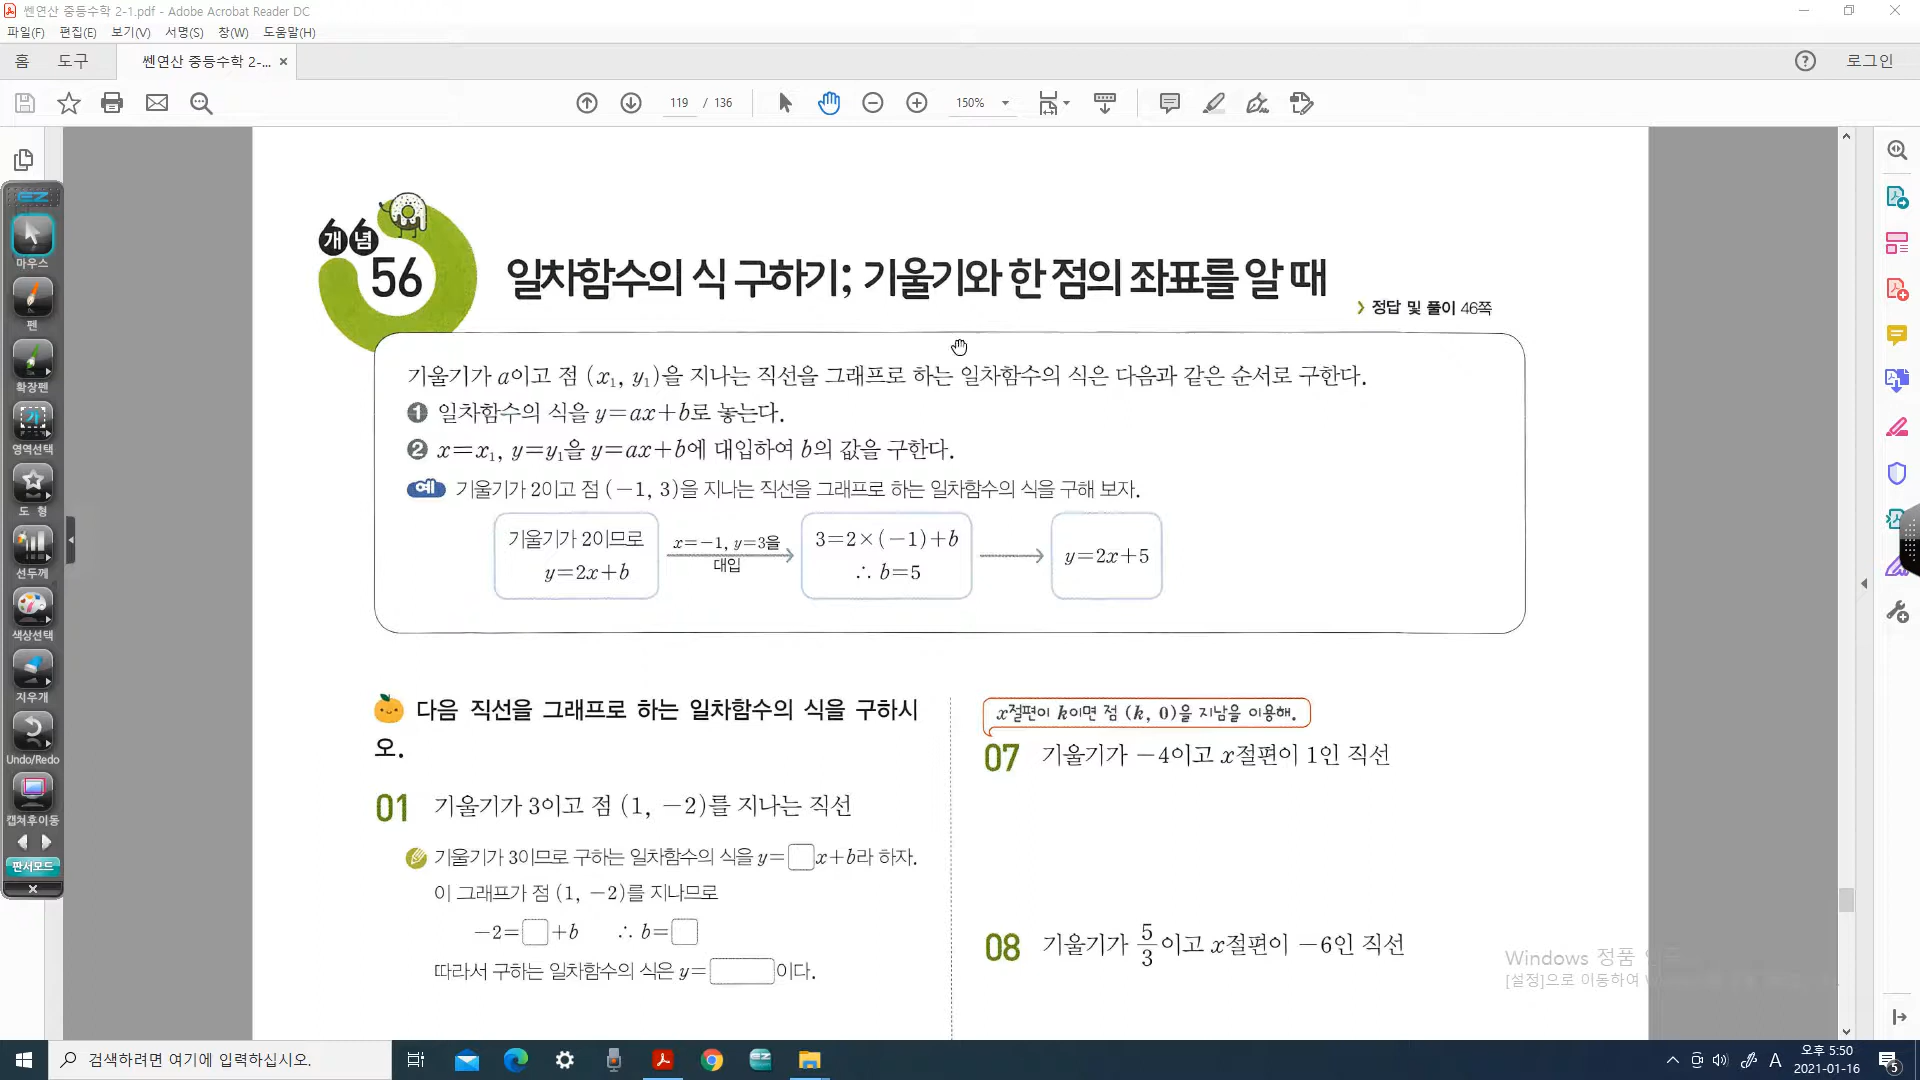 쎈연산 중등수학 2-1.pdf - Adobe Acrobat Reader DC
파일(F) 편집(E) 보기(V) 서명(S) 창(W) 도움말(H)
홈 도구 쎈연산 중등수학 2-... × 로그인
119 / 136 150%
EZ
마우스
펜
확장펜
영역선택
도 형
선두께
색상선택
지우개
Undo/Redo
캡쳐후이동
판서모드
개념
56
일차함수의 식 구하기; 기울기와 한 점의 좌표를 알 때
정답 및 풀이 46쪽
기울기가 a이고 점 (x₁, y₁)을 지나는 직선을 그래프로 하는 일차함수의 식은 다음과 같은 순서로 구한다.
❶ 일차함수의 식을 y=ax+b로 놓는다.
❷ x=x₁, y=y₁을 y=ax+b에 대입하여 b의 값을 구한다.
예 기울기가 2이고 점 (-1, 3)을 지나는 직선을 그래프로 하는 일차함수의 식을 구해 보자.
기울기가 2이므로
y=2x+b
x=-1, y=3을
대입
3=2×(-1)+b
∴ b=5
y=2x+5
다음 직선을 그래프로 하는 일차함수의 식을 구하시
오.
01 기울기가 3이고 점 (1, -2)를 지나는 직선
기울기가 3이므로 구하는 일차함수의 식을 y=□x+b라 하자.
이 그래프가 점 (1, -2)를 지나므로
-2=□+b ∴ b=□
따라서 구하는 일차함수의 식은 y=□이다.
x절편이 k이면 점 (k, 0)을 지남을 이용해.
07 기울기가 -4이고 x절편이 1인 직선
08 기울기가 5/3이고 x절편이 -6인 직선
Windows 정품
[설정]으로 이동하여
검색하려면 여기에 입력하십시오.
EZ
A
오후 5:50
2021-01-16
5